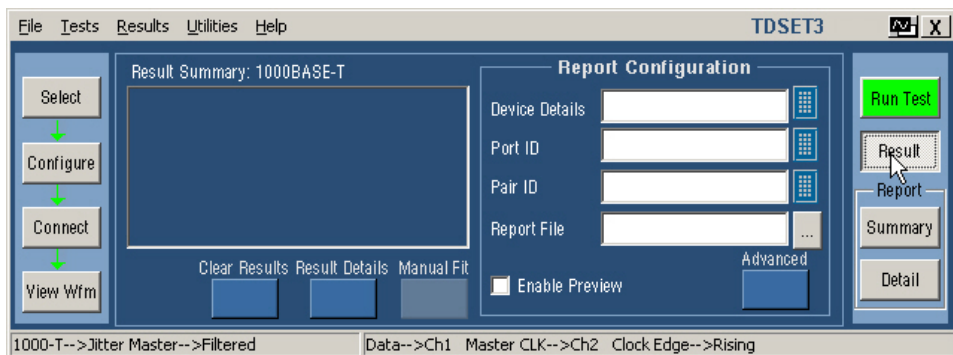 File Tests Results Utilities Help TDSET3 X
Select
Configure
Connect
View Wfm
Result Summary: 1000BASE-T
Clear Results Result Details Manual Fit
Report Configuration
Device Details
Port ID
Pair ID
Report File ...
Enable Preview
Advanced
Run Test
Result
Report
Summary
Detail
1000-T-->Jitter Master-->Filtered Data-->Ch1 Master CLK-->Ch2 Clock Edge-->Rising